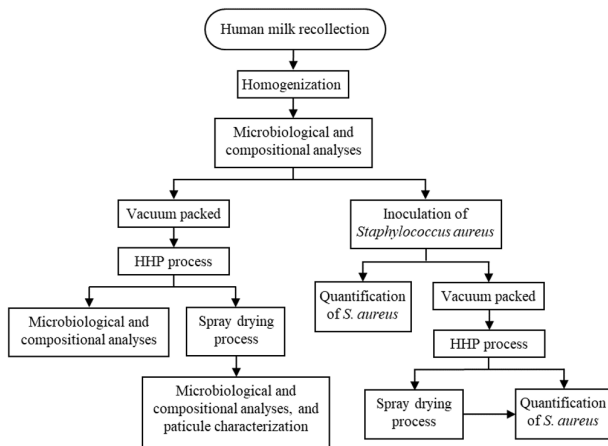 Human milk recollection
Homogenization
Microbiological and
compositional analyses
Vacuum packed
Inoculation of
Staphylococcus aureus
HHP process
Quantification
of S. aureus
Vacuum packed
Microbiological and
compositional analyses
Spray drying
process
HHP process
Microbiological and
compositional analyses, and
paticule characterization
Spray drying
process
Quantification
of S. aureus